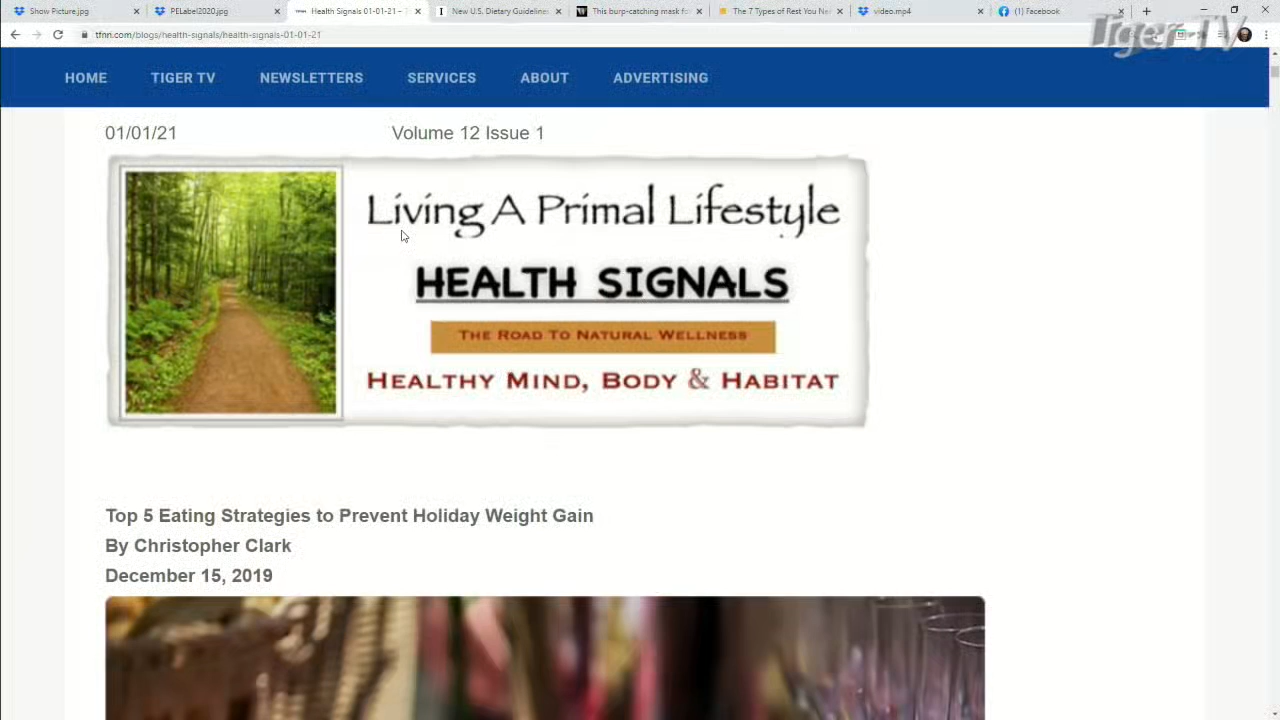 Show Picture.jpg
PELabel2020.jpg
Health Signals 01-01-21 –
New U.S. Dietary Guidelines
This burp-catching mask fo
The 7 Types of Rest You Ne
video.mp4
(1) Facebook
tfnn.com/blogs/health-signals/health-signals-01-01-21
Tiger TV
HOME TIGER TV NEWSLETTERS SERVICES ABOUT ADVERTISING
01/01/21 Volume 12 Issue 1
Living A Primal Lifestyle
HEALTH SIGNALS
THE ROAD TO NATURAL WELLNESS
HEALTHY MIND, BODY & HABITAT
Top 5 Eating Strategies to Prevent Holiday Weight Gain
By Christopher Clark
December 15, 2019